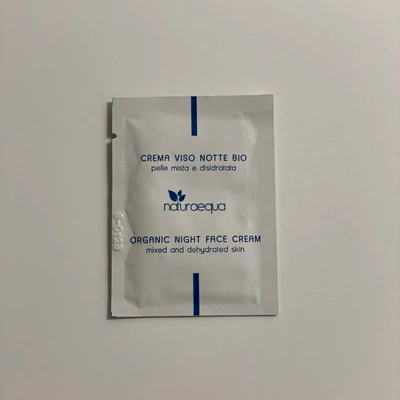 CREMA VISO NOTTE BIO
pelle mista e disidratata
naturaequa
ORGANIC NIGHT FACE CREAM
mixed and dehydrated skin